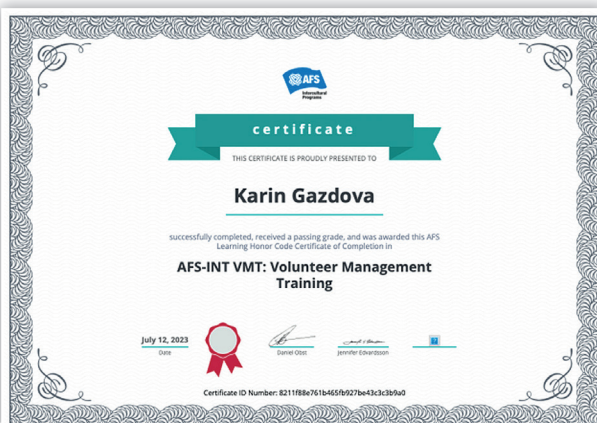 AFS
Intercultural
Programs
certificate
THIS CERTIFICATE IS PROUDLY PRESENTED TO
Karin Gazdova
successfully completed, received a passing grade, and was awarded this AFS
Learning Honor Code Certificate of Completion in
AFS-INT VMT: Volunteer Management
Training
July 12, 2023
Date
Daniel Obst
Jennifer Edvardsson
Certificate ID Number: 8211f88e761b465fb927be43c3c3b9a0